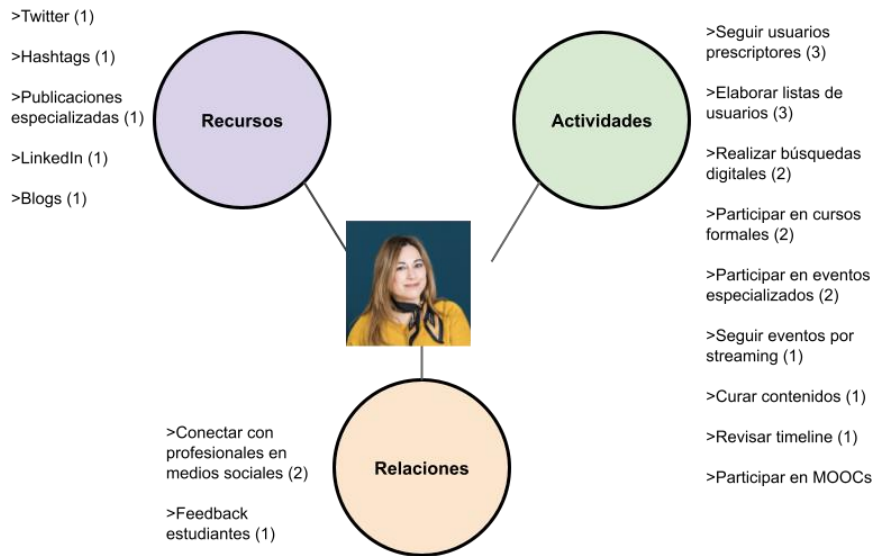 >Twitter (1)
>Hashtags (1)
>Publicaciones
especializadas (1)
>LinkedIn (1)
>Blogs (1)
Recursos
Actividades
>Seguir usuarios
prescriptores (3)
>Elaborar listas de
usuarios (3)
>Realizar búsquedas
digitales (2)
>Participar en cursos
formales (2)
>Participar en eventos
especializados (2)
>Seguir eventos por
streaming (1)
>Curar contenidos (1)
>Revisar timeline (1)
>Participar en MOOCs
>Conectar con
profesionales en
medios sociales (2)
>Feedback
estudiantes (1)
Relaciones